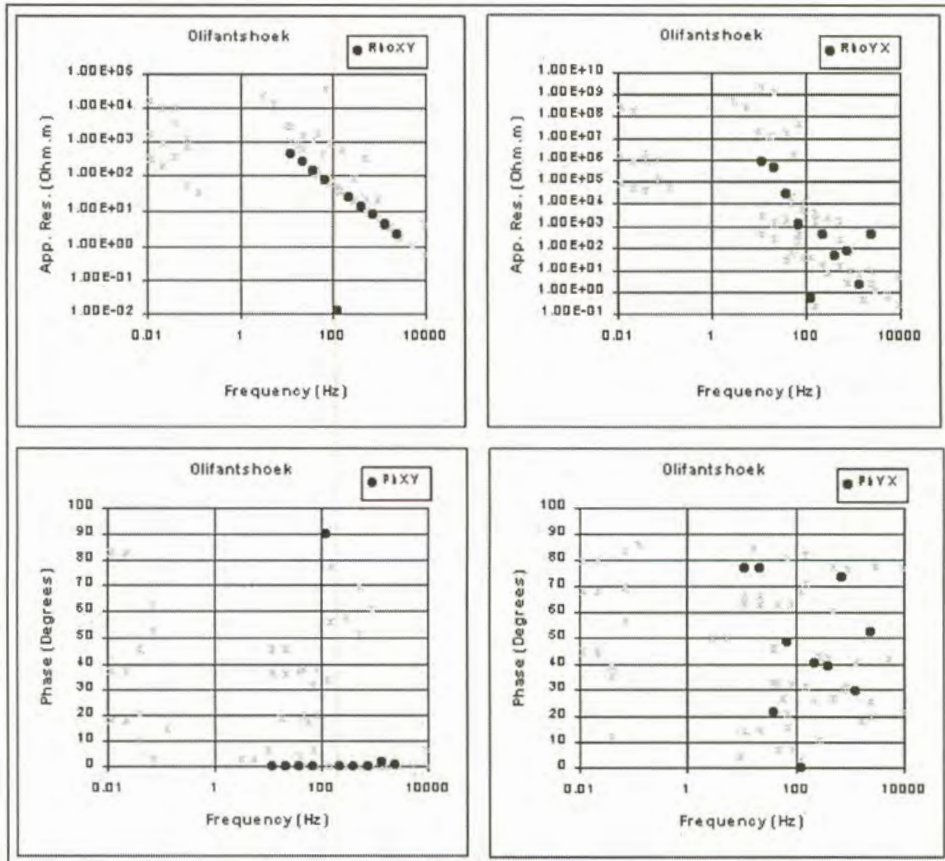 Olifantshoek
RhoXY
App. Res. (Ohm.m)
1.00E+05
1.00E+04
1.00E+03
1.00E+02
1.00E+01
1.00E+00
1.00E-01
1.00E-02
0.01 1 100 10000
Frequency (Hz)
Olifantshoek
RhoYX
App. Res. (Ohm.m)
1.00E+10
1.00E+09
1.00E+08
1.00E+07
1.00E+06
1.00E+05
1.00E+04
1.00E+03
1.00E+02
1.00E+01
1.00E+00
1.00E-01
0.01 1 100 10000
Frequency (Hz)
Olifantshoek
PhXY
Phase (Degrees)
100
90
80
70
60
50
40
30
20
10
0
0.01 1 100 10000
Frequency (Hz)
Olifantshoek
PhYX
Phase (Degrees)
100
90
80
70
60
50
40
30
20
10
0
0.01 1 100 10000
Frequency (Hz)